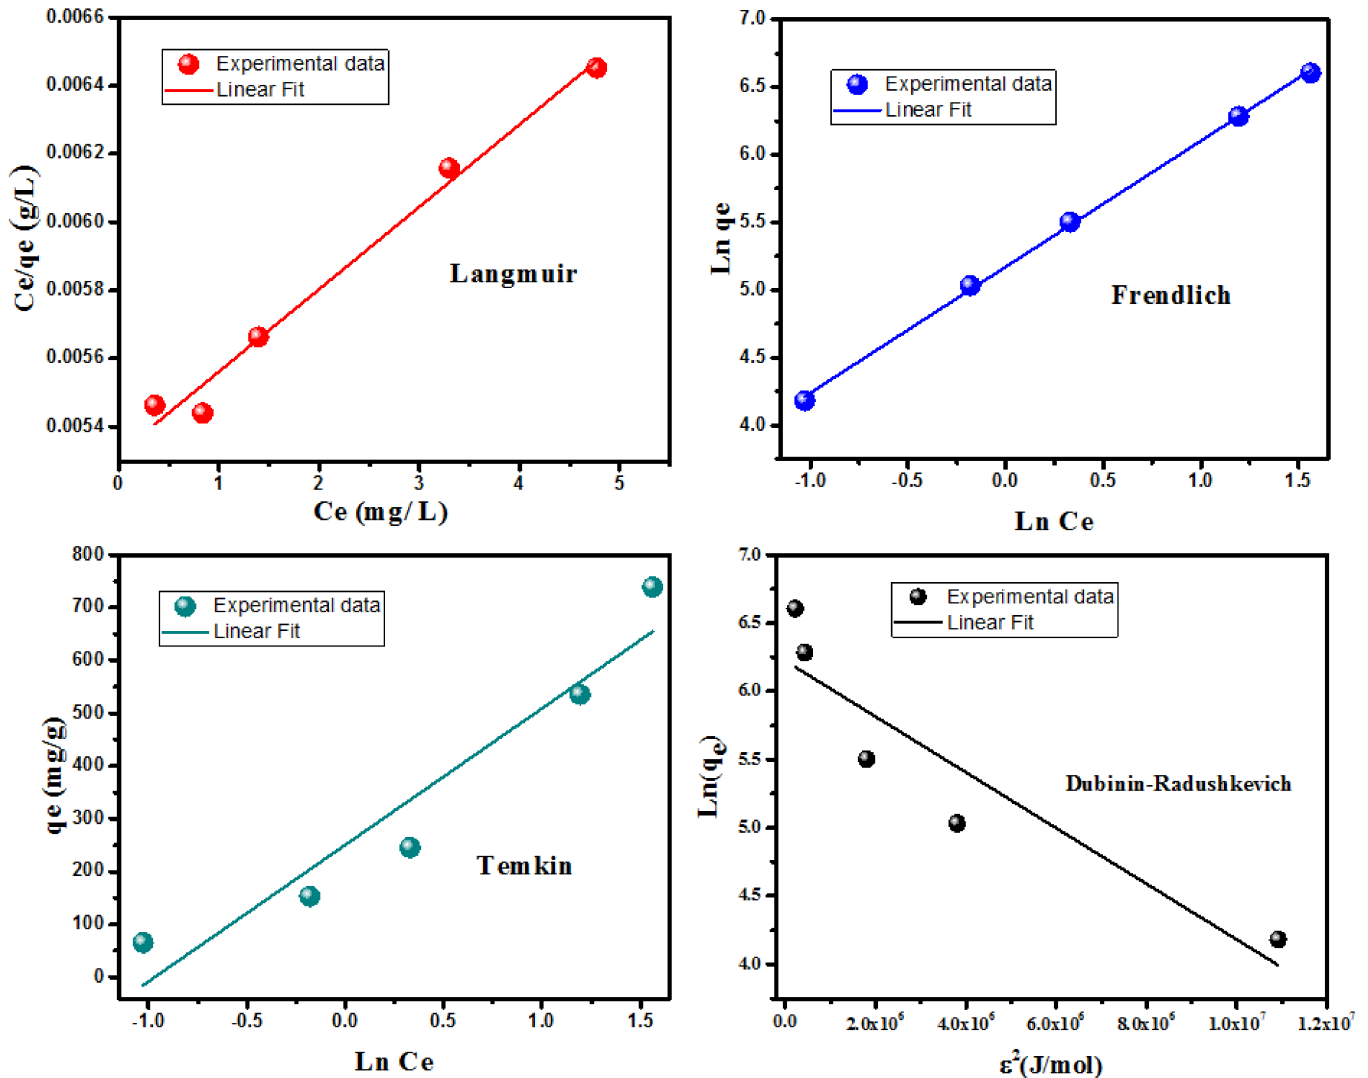 0.0066
0.0064
0.0062
0.0060
0.0058
0.0056
0.0054
Ce/qe (g/L)
Experimental data
Linear Fit
Langmuir
0 1 2 3 4 5
Ce (mg/ L)
7.0
6.5
6.0
5.5
5.0
4.5
4.0
Ln qe
Experimental data
Linear Fit
Frendlich
-1.0 -0.5 0.0 0.5 1.0 1.5
Ln Ce
800
700
600
500
400
300
200
100
0
qe (mg/g)
Experimental data
Linear Fit
Temkin
-1.0 -0.5 0.0 0.5 1.0 1.5
Ln Ce
7.0
6.5
6.0
5.5
5.0
4.5
4.0
Ln(qe)
Experimental data
Linear Fit
Dubinin-Radushkevich
0.0 2.0x10⁶ 4.0x10⁶ 6.0x10⁶ 8.0x10⁶ 1.0x10⁷ 1.2x10⁷
ε²(J/mol)